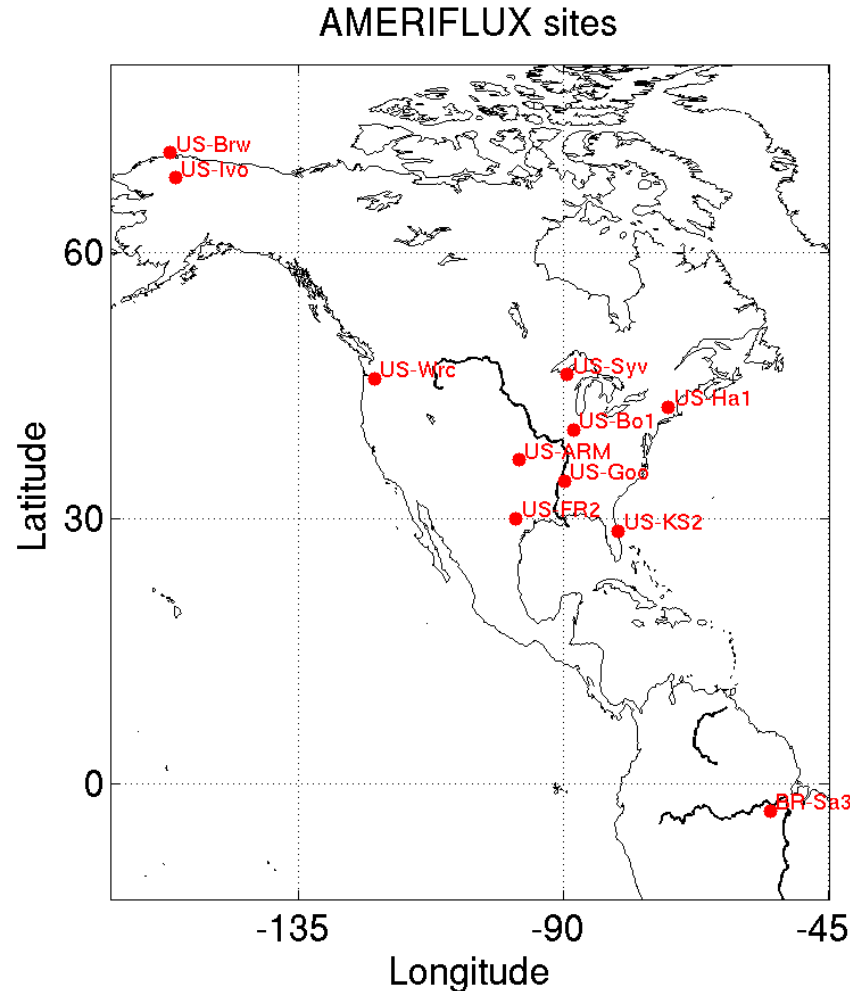 AMERIFLUX sites
US-Brw
US-Ivo
60
US-Wrc
US-Syv
US-Ha1
US-Bo1
US-ARM
US-Goo
30
US-FR2
US-KS2
0
BR-Sa3
-135
-90
-45
Latitude
Longitude